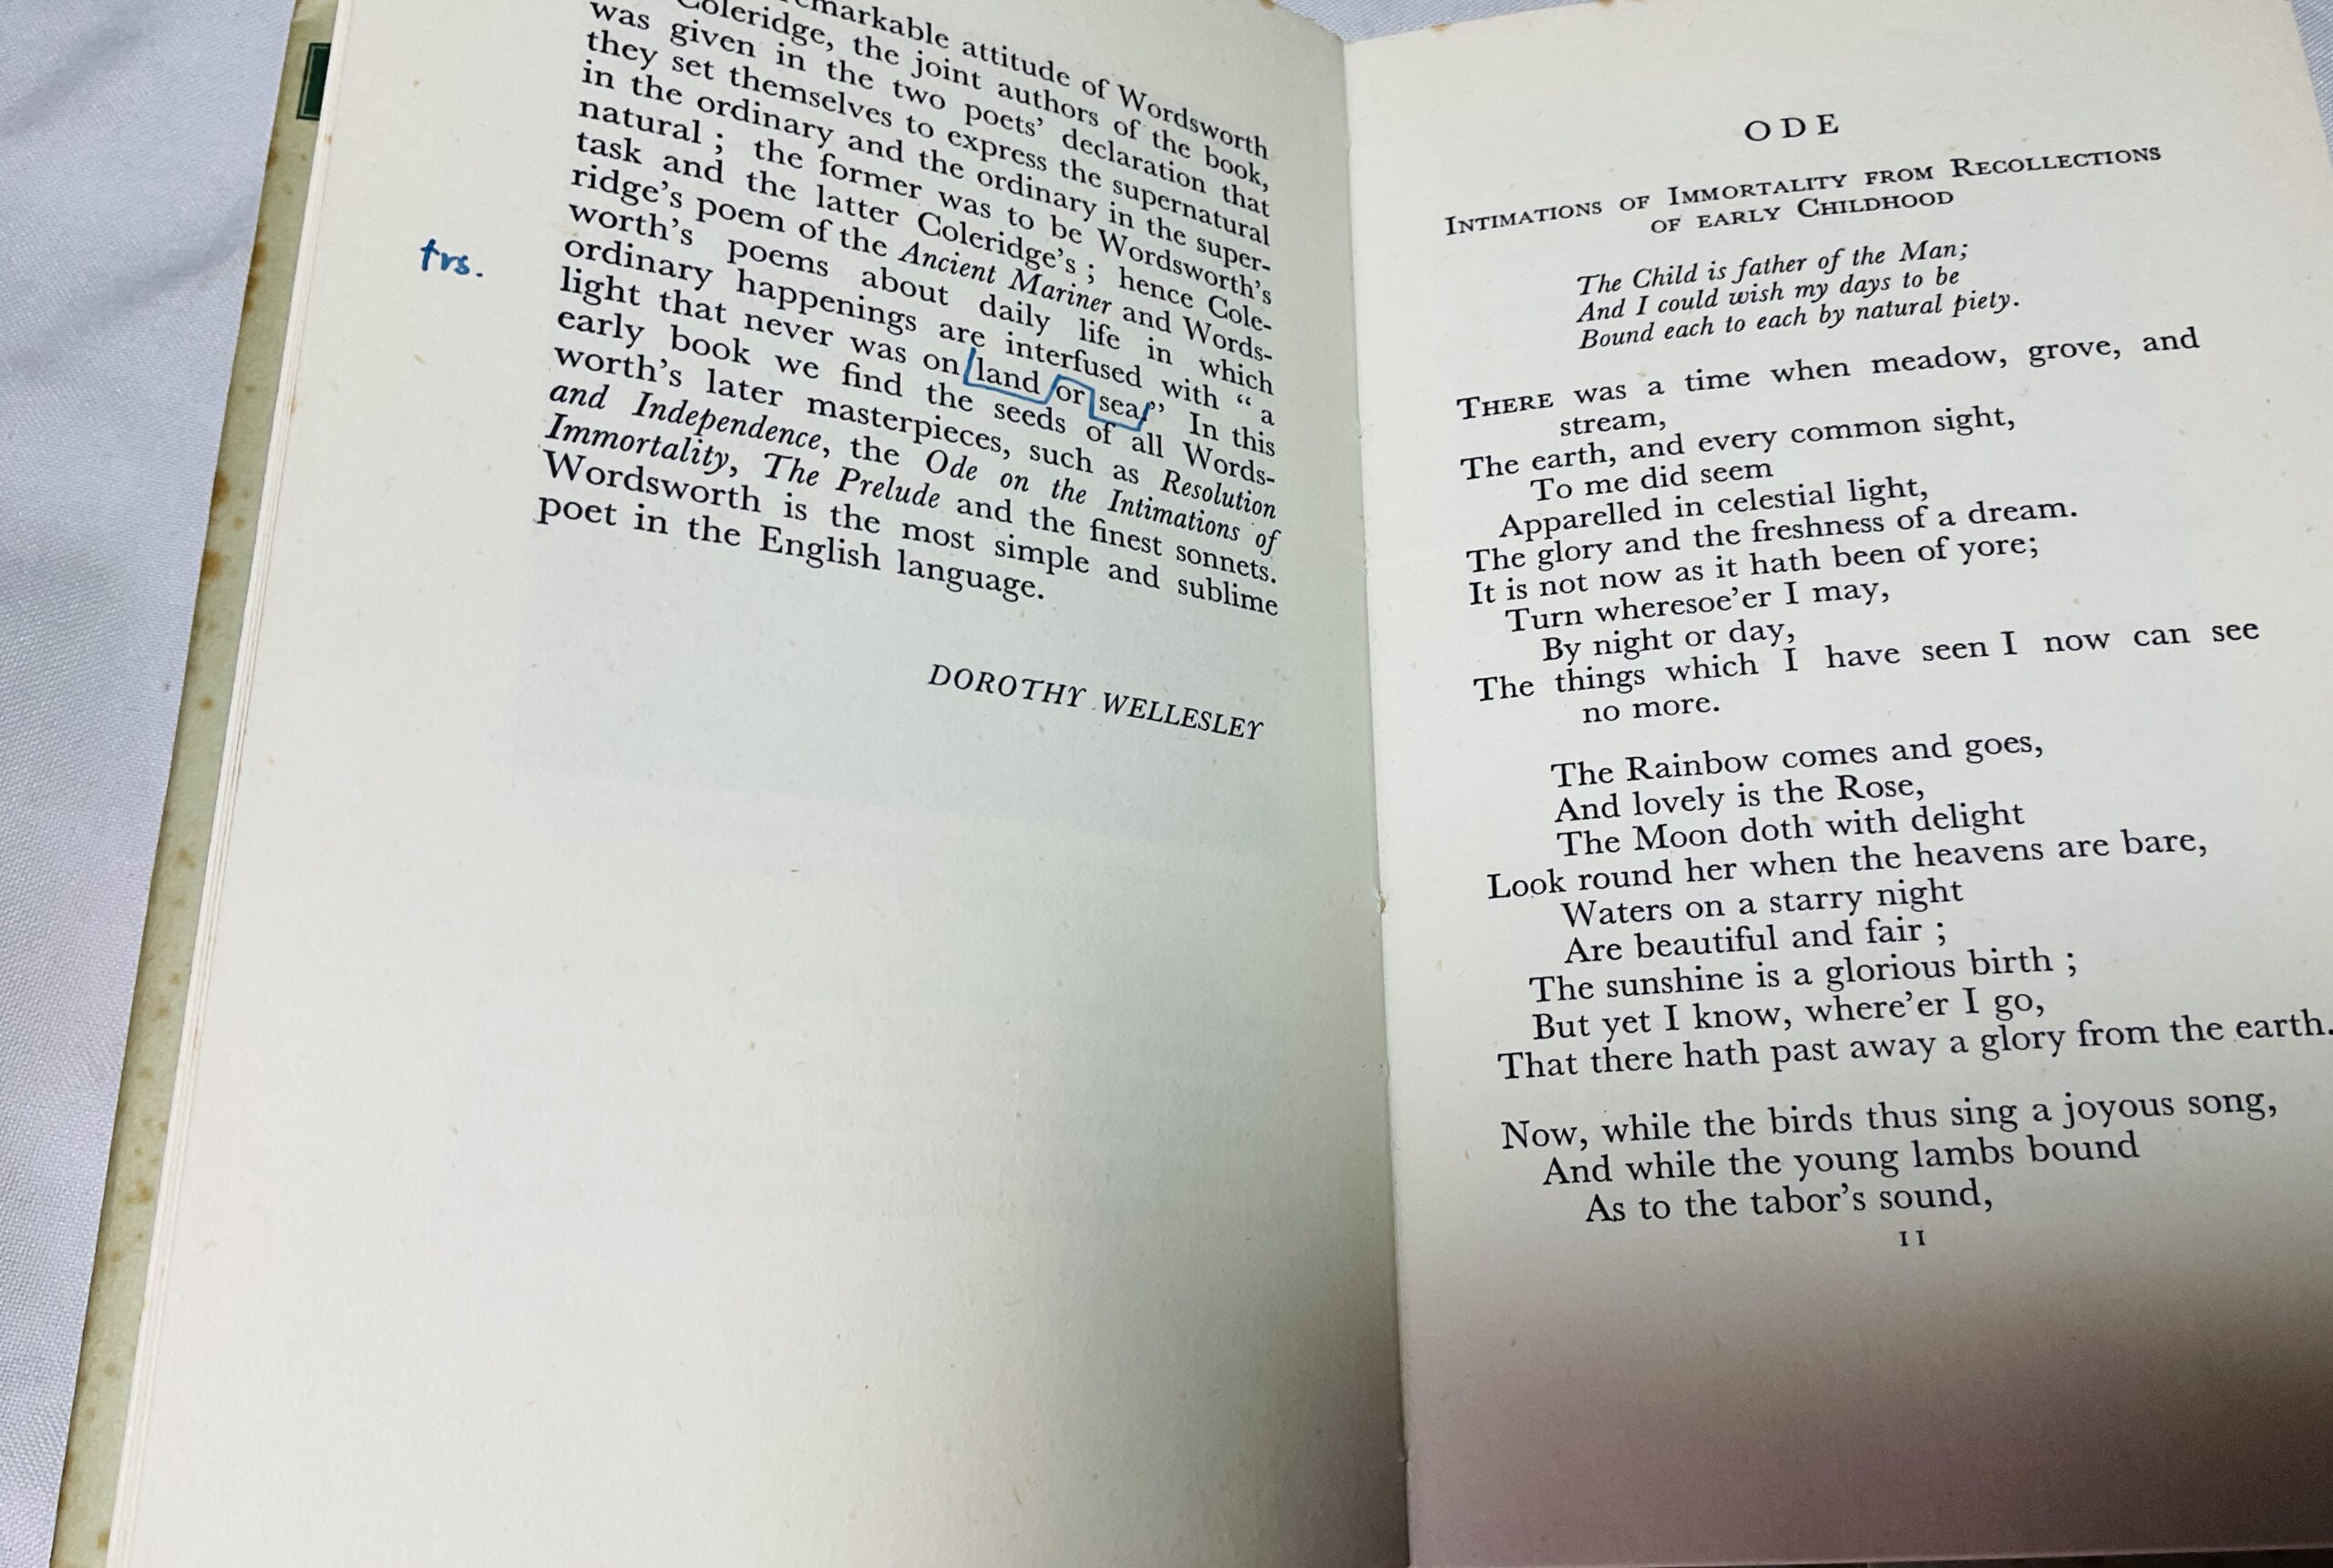 remarkable attitude of Wordsworth
Coleridge, the joint authors of the book,
was given in the two poets’ declaration that
they set themselves to express the supernatural
in the ordinary and the ordinary in the super-
natural ; the former was to be Wordsworth’s
task and the latter Coleridge’s ; hence Cole-
ridge’s poem of the Ancient Mariner and Words-
worth’s poems about daily life in which
ordinary happenings are interfused with “ a
trs.
light that never was on land or sea.” In this
early book we find the seeds of all Words-
worth’s later masterpieces, such as Resolution
and Independence, the Ode on the Intimations of
Immortality, The Prelude and the finest sonnets.
Wordsworth is the most simple and sublime
poet in the English language.
DOROTHY WELLESLEY
ODE
INTIMATIONS OF IMMORTALITY FROM RECOLLECTIONS
OF EARLY CHILDHOOD
The Child is father of the Man;
And I could wish my days to be
Bound each to each by natural piety.
THERE was a time when meadow, grove, and
stream,
The earth, and every common sight,
To me did seem
Apparelled in celestial light,
The glory and the freshness of a dream.
It is not now as it hath been of yore;
Turn wheresoe’er I may,
By night or day,
The things which I have seen I now can see
no more.
The Rainbow comes and goes,
And lovely is the Rose,
The Moon doth with delight
Look round her when the heavens are bare,
Waters on a starry night
Are beautiful and fair ;
The sunshine is a glorious birth ;
But yet I know, where’er I go,
That there hath past away a glory from the earth.
Now, while the birds thus sing a joyous song,
And while the young lambs bound
As to the tabor’s sound,
11